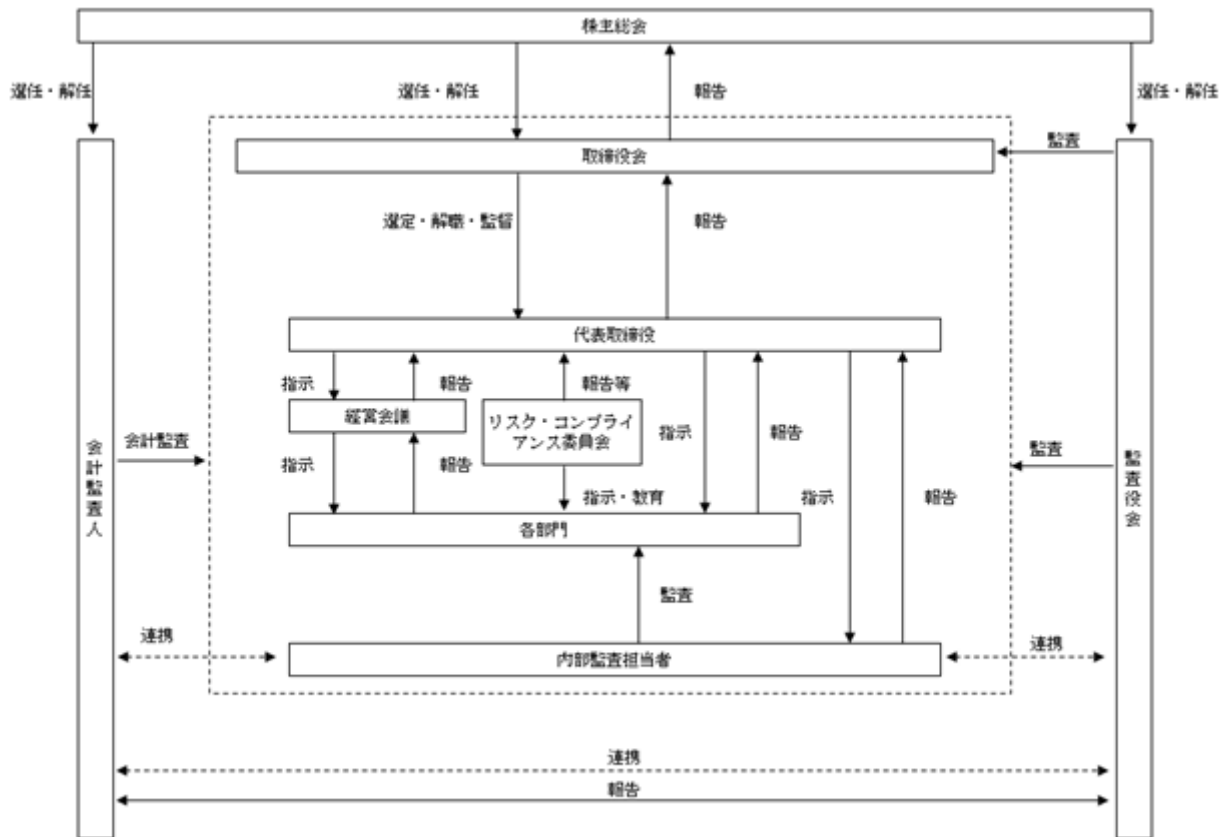 株主総会
選任・解任
選任・解任
報告
選任・解任
取締役会
監査
選定・解職・監督
報告
代表取締役
指示
報告
報告等
経営会議
リスク・コンプライ
アンス委員会
指示
報告
会計監査
指示
報告
監査
指示・教育
指示
報告
各部門
会計監査人
監査役会
監査
連携
内部監査担当者
連携
連携
報告